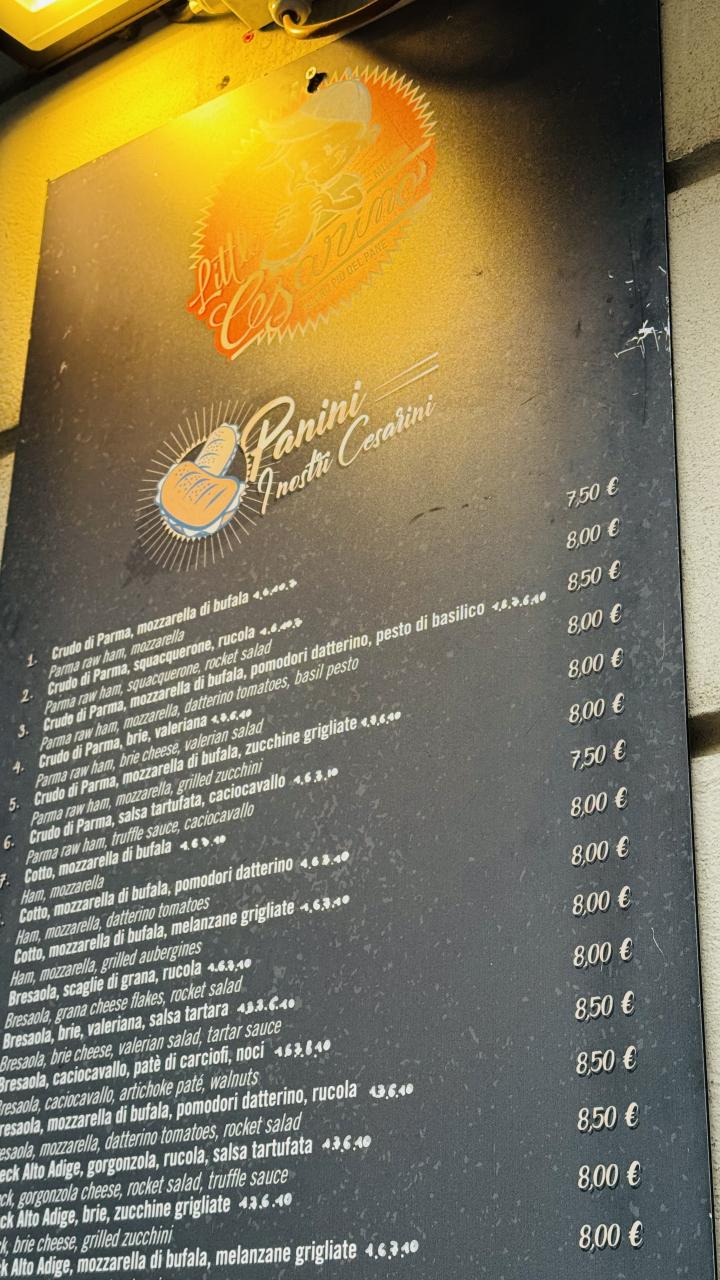 Little
Cesarino
DEL PANE
Panini
I nostri Cesarini
1. Crudo di Parma, mozzarella di bufala 7,50 €
Parma raw ham, mozzarella
2. Crudo di Parma, squacquerone, rucola 8,00 €
Parma raw ham, squacquerone, rocket salad
3. Crudo di Parma, mozzarella di bufala, pomodori datterino, pesto di basilico 8,50 €
Parma raw ham, mozzarella, datterino tomatoes, basil pesto
4. Crudo di Parma, brie, valeriana 8,00 €
Parma raw ham, brie cheese, valerian salad
5. Crudo di Parma, mozzarella di bufala, zucchine grigliate 8,00 €
Parma raw ham, mozzarella, grilled zucchini
6. Crudo di Parma, salsa tartufata, caciocavallo 8,00 €
Parma raw ham, truffle sauce, caciocavallo
7. Cotto, mozzarella di bufala 7,50 €
Ham, mozzarella
Cotto, mozzarella di bufala, pomodori datterino 8,00 €
Ham, mozzarella, datterino tomatoes
Cotto, mozzarella di bufala, melanzane grigliate 8,00 €
Ham, mozzarella, grilled aubergines
Bresaola, scaglie di grana, rucola 8,00 €
Bresaola, grana cheese flakes, rocket salad
Bresaola, brie, valeriana, salsa tartara 8,00 €
Bresaola, brie cheese, valerian salad, tartar sauce
Bresaola, caciocavallo, patè di carciofi, noci 8,50 €
Bresaola, caciocavallo, artichoke paté, walnuts
resaola, mozzarella di bufala, pomodori datterino, rucola 8,50 €
esaola, mozzarella, datterino tomatoes, rocket salad
eck Alto Adige, gorgonzola, rucola, salsa tartufata 8,50 €
ck, gorgonzola cheese, rocket salad, truffle sauce
ck Alto Adige, brie, zucchine grigliate 8,00 €
k, brie cheese, grilled zucchini
k Alto Adige, mozzarella di bufala, melanzane grigliate 8,00 €